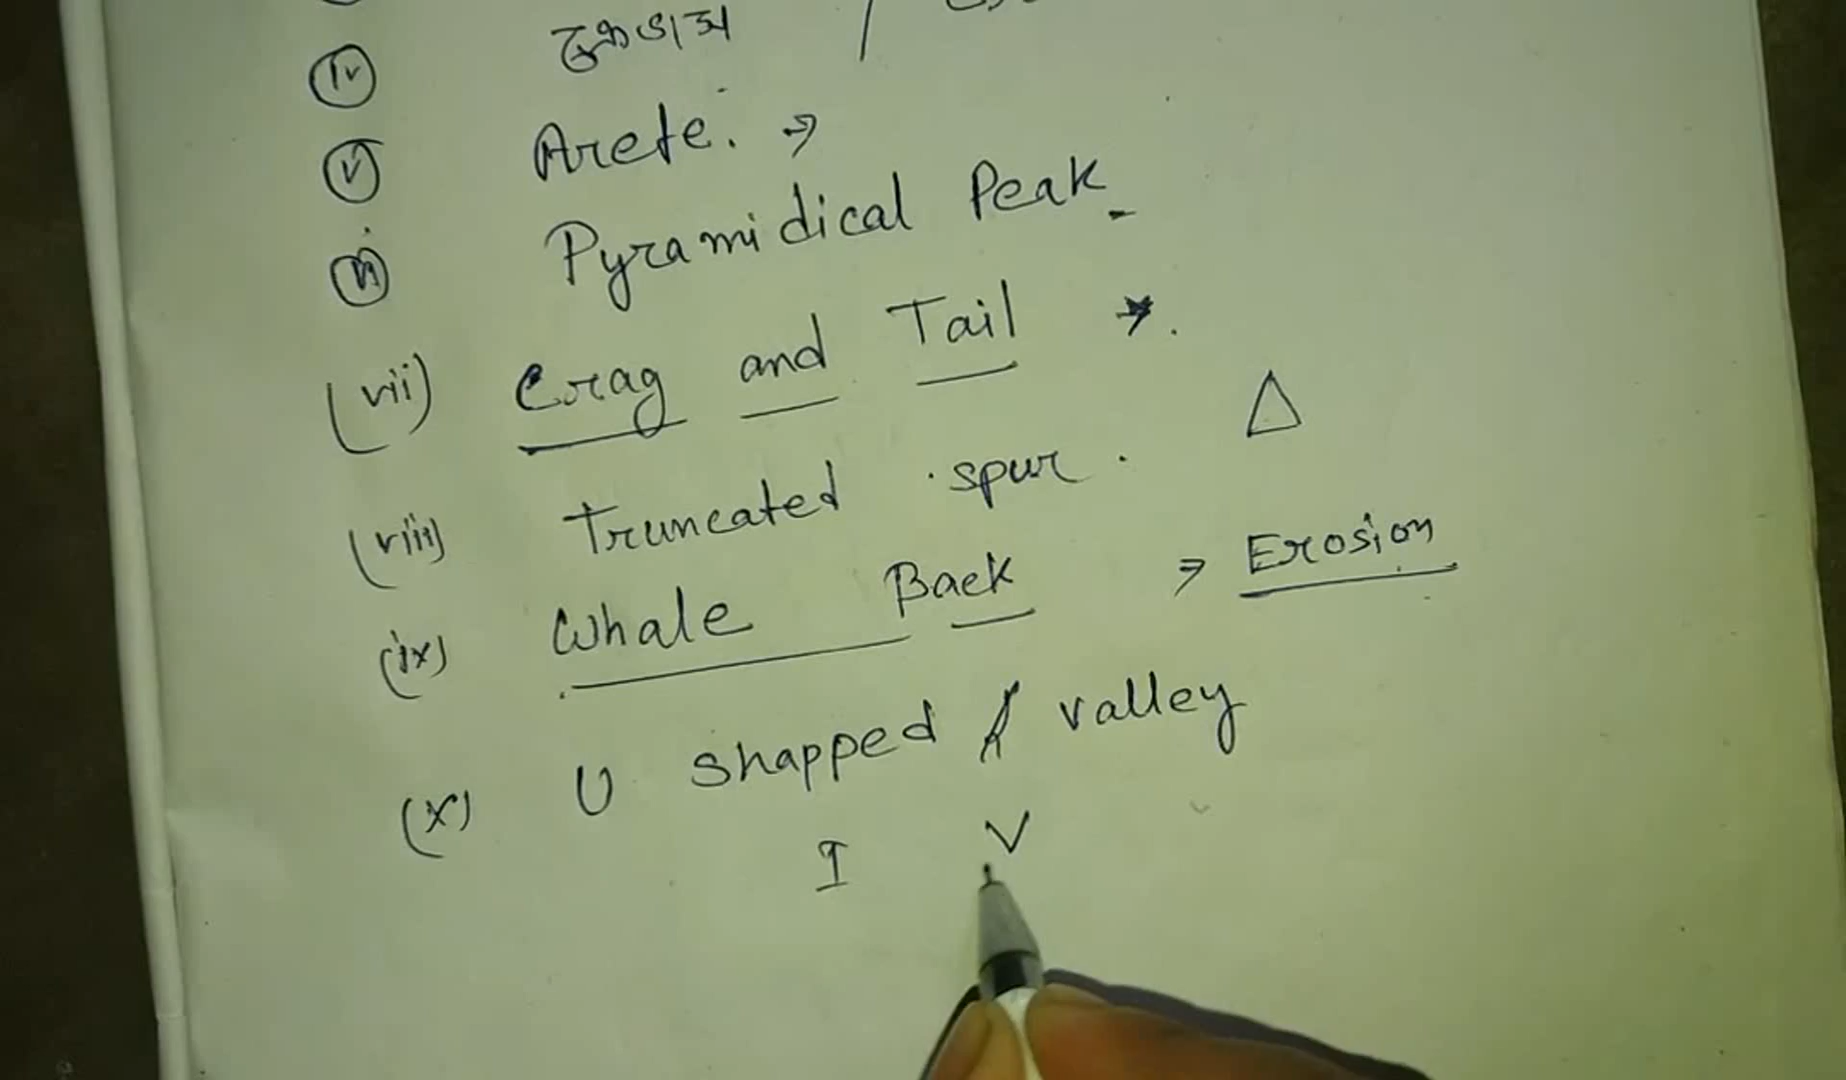 (iv)
(v) Arete. →
(vi) Pyramidical Peak
(vii) Crag and Tail →
(viii) Truncated spur.
(ix) Whale Back → Erosion
(x) U shapped valley
I V